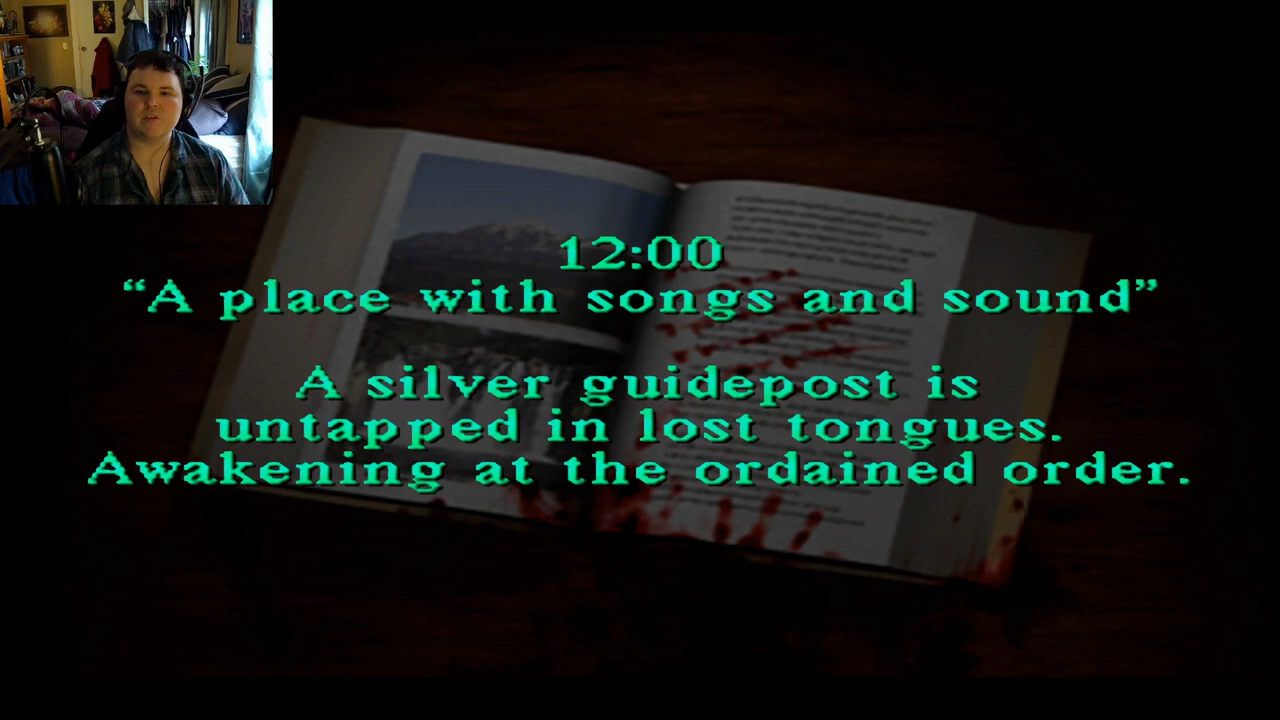 12:00
“A place with songs and sound”
A silver guidepost is
untapped in lost tongues.
Awakening at the ordained order.